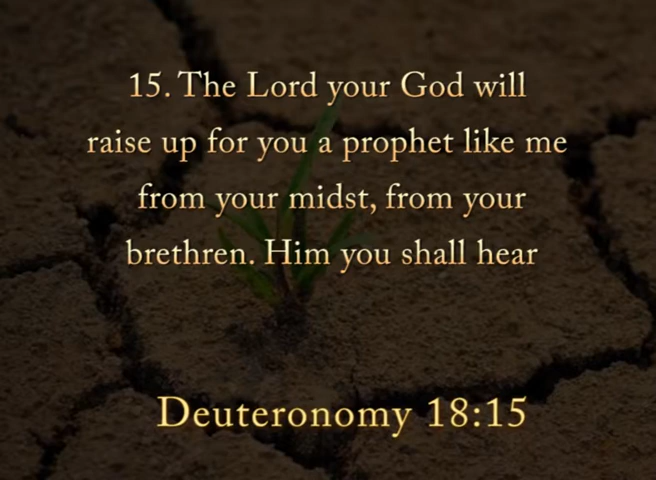 15. The Lord your God will
raise up for you a prophet like me
from your midst, from your
brethren. Him you shall hear
Deuteronomy 18:15